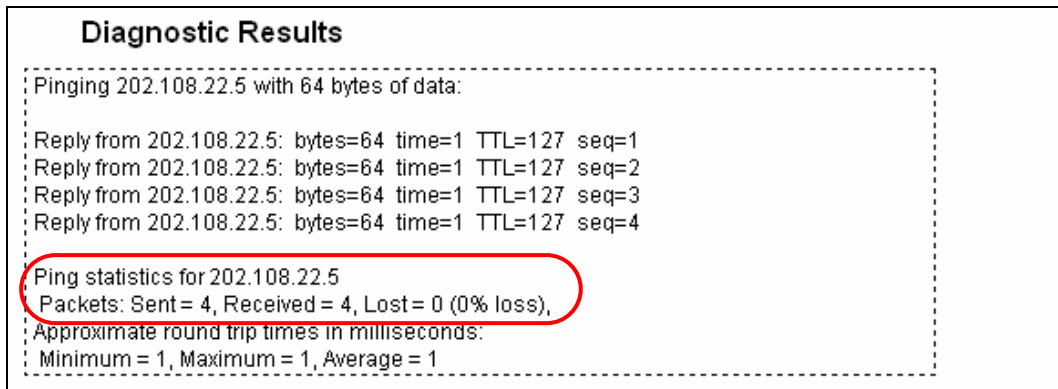 Diagnostic Results
Pinging 202.108.22.5 with 64 bytes of data:
Reply from 202.108.22.5: bytes=64 time=1 TTL=127 seq=1
Reply from 202.108.22.5: bytes=64 time=1 TTL=127 seq=2
Reply from 202.108.22.5: bytes=64 time=1 TTL=127 seq=3
Reply from 202.108.22.5: bytes=64 time=1 TTL=127 seq=4
Ping statistics for 202.108.22.5
Packets: Sent = 4, Received = 4, Lost = 0 (0% loss),
Approximate round trip times in milliseconds:
Minimum = 1, Maximum = 1, Average = 1